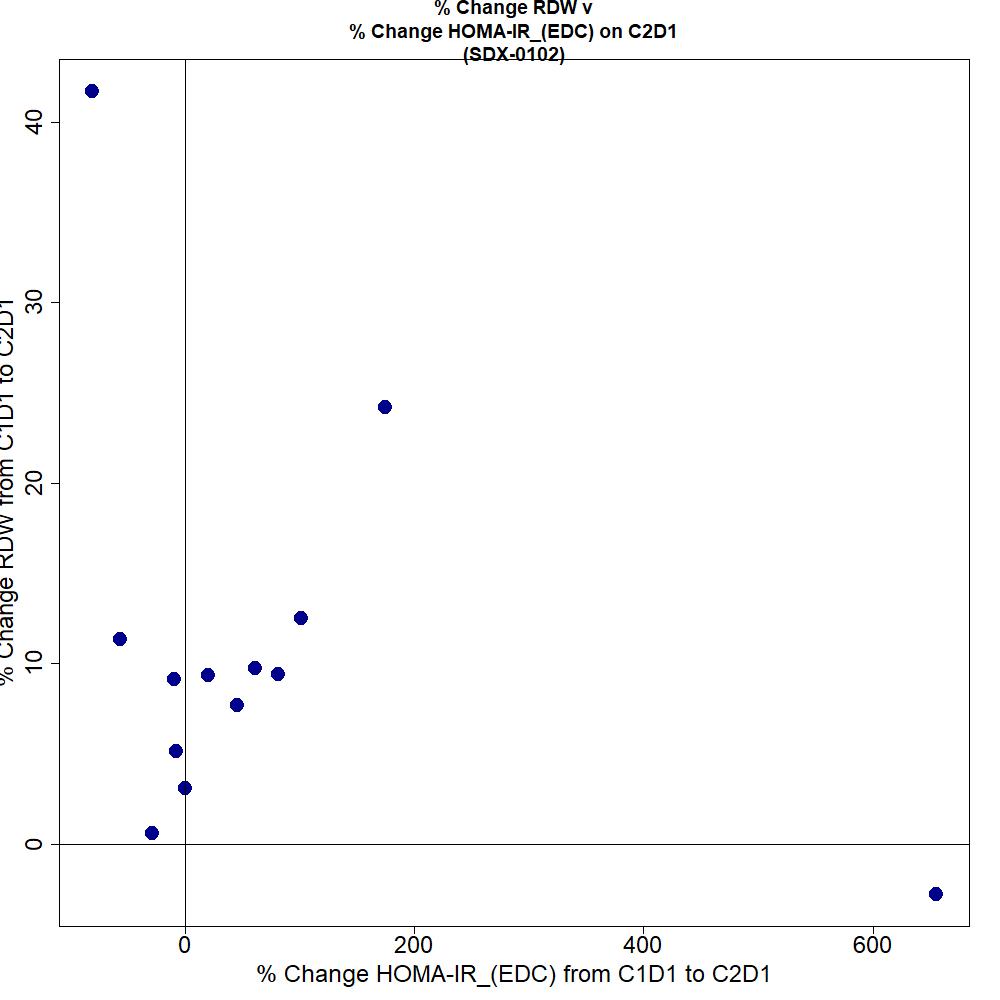 % Change RDW v
% Change HOMA-IR_(EDC) on C2D1
(SDX-0102)
% Change RDW from C1D1 to C2D1
40
30
20
10
0
0 200 400 600
% Change HOMA-IR_(EDC) from C1D1 to C2D1